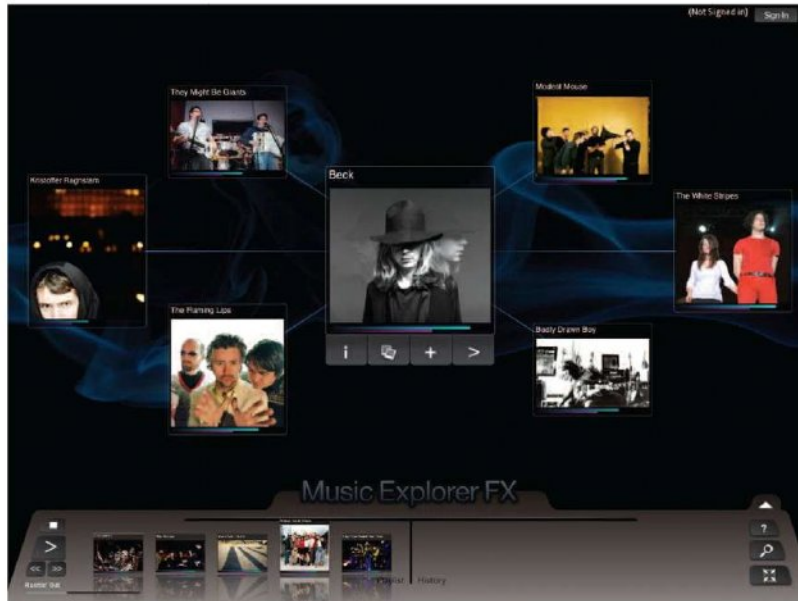 (Not Signed in)
Sign In
They Might Be Giants
Modest Mouse
Kristoffer Ragnstam
Beck
The White Stripes
The Flaming Lips
Badly Drawn Boy
i
+
>
Music Explorer FX
?
>
<<
>>
Playlist
History